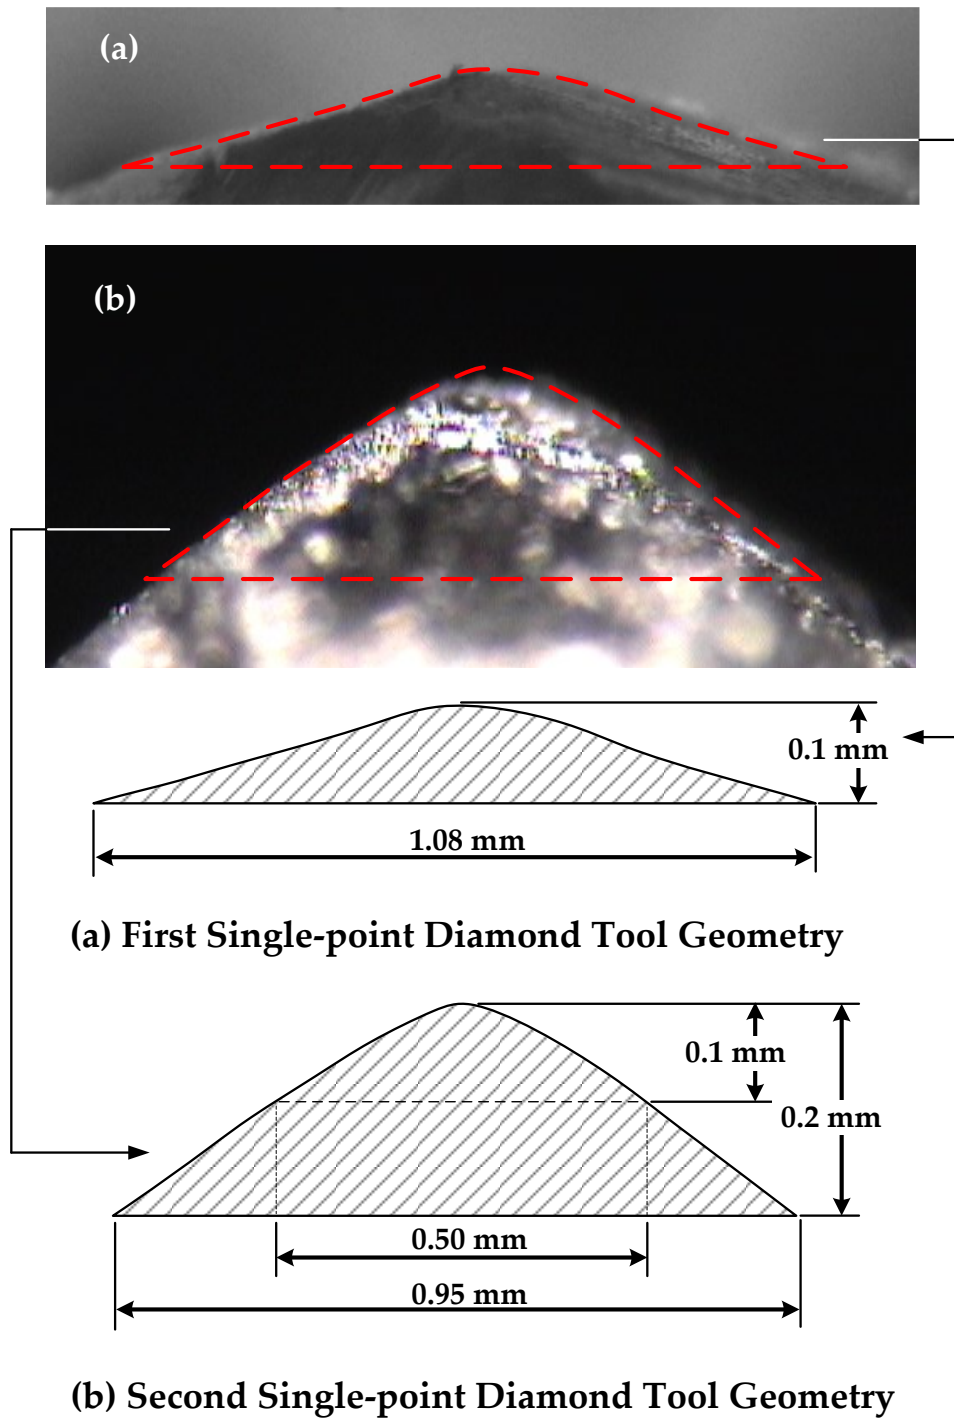 (a)
(b)
0.1 mm
1.08 mm
(a) First Single-point Diamond Tool Geometry
0.1 mm
0.2 mm
0.50 mm
0.95 mm
(b) Second Single-point Diamond Tool Geometry